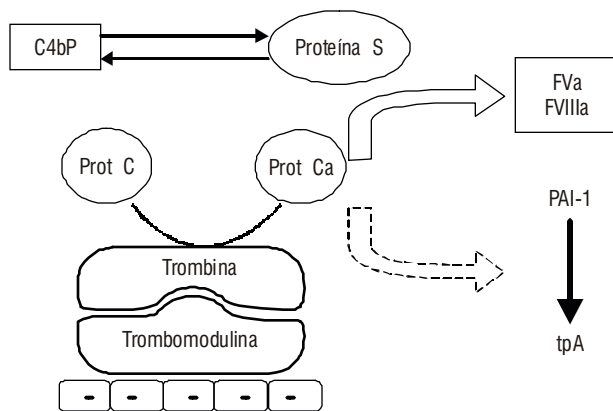 C4bP
Proteína S
FVa
FVIIIa
Prot C
Prot Ca
PAI-1
Trombina
Trombomodulina
tpA